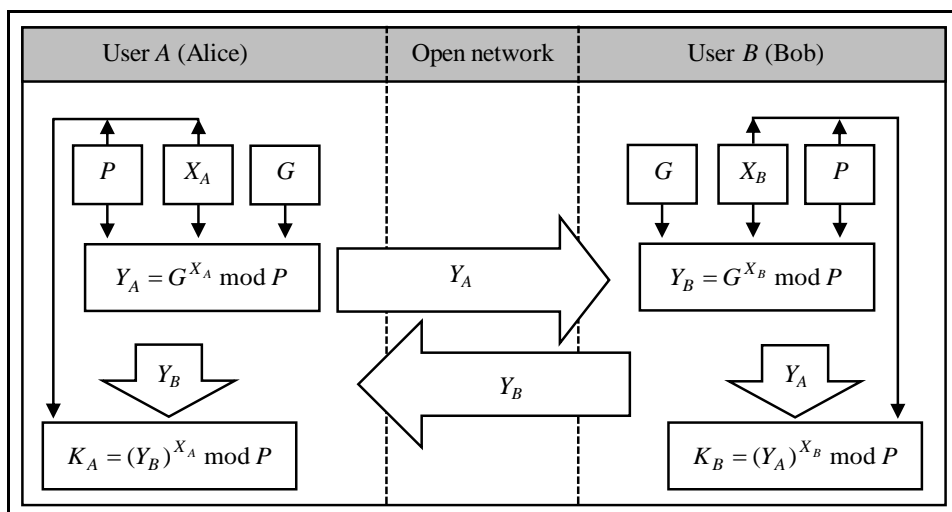 User A (Alice) Open network User B (Bob)
P X_A G G X_B P
Y_A = G^{X_A} mod P Y_A Y_B = G^{X_B} mod P
Y_B Y_B Y_A
K_A = (Y_B)^{X_A} mod P K_B = (Y_A)^{X_B} mod P